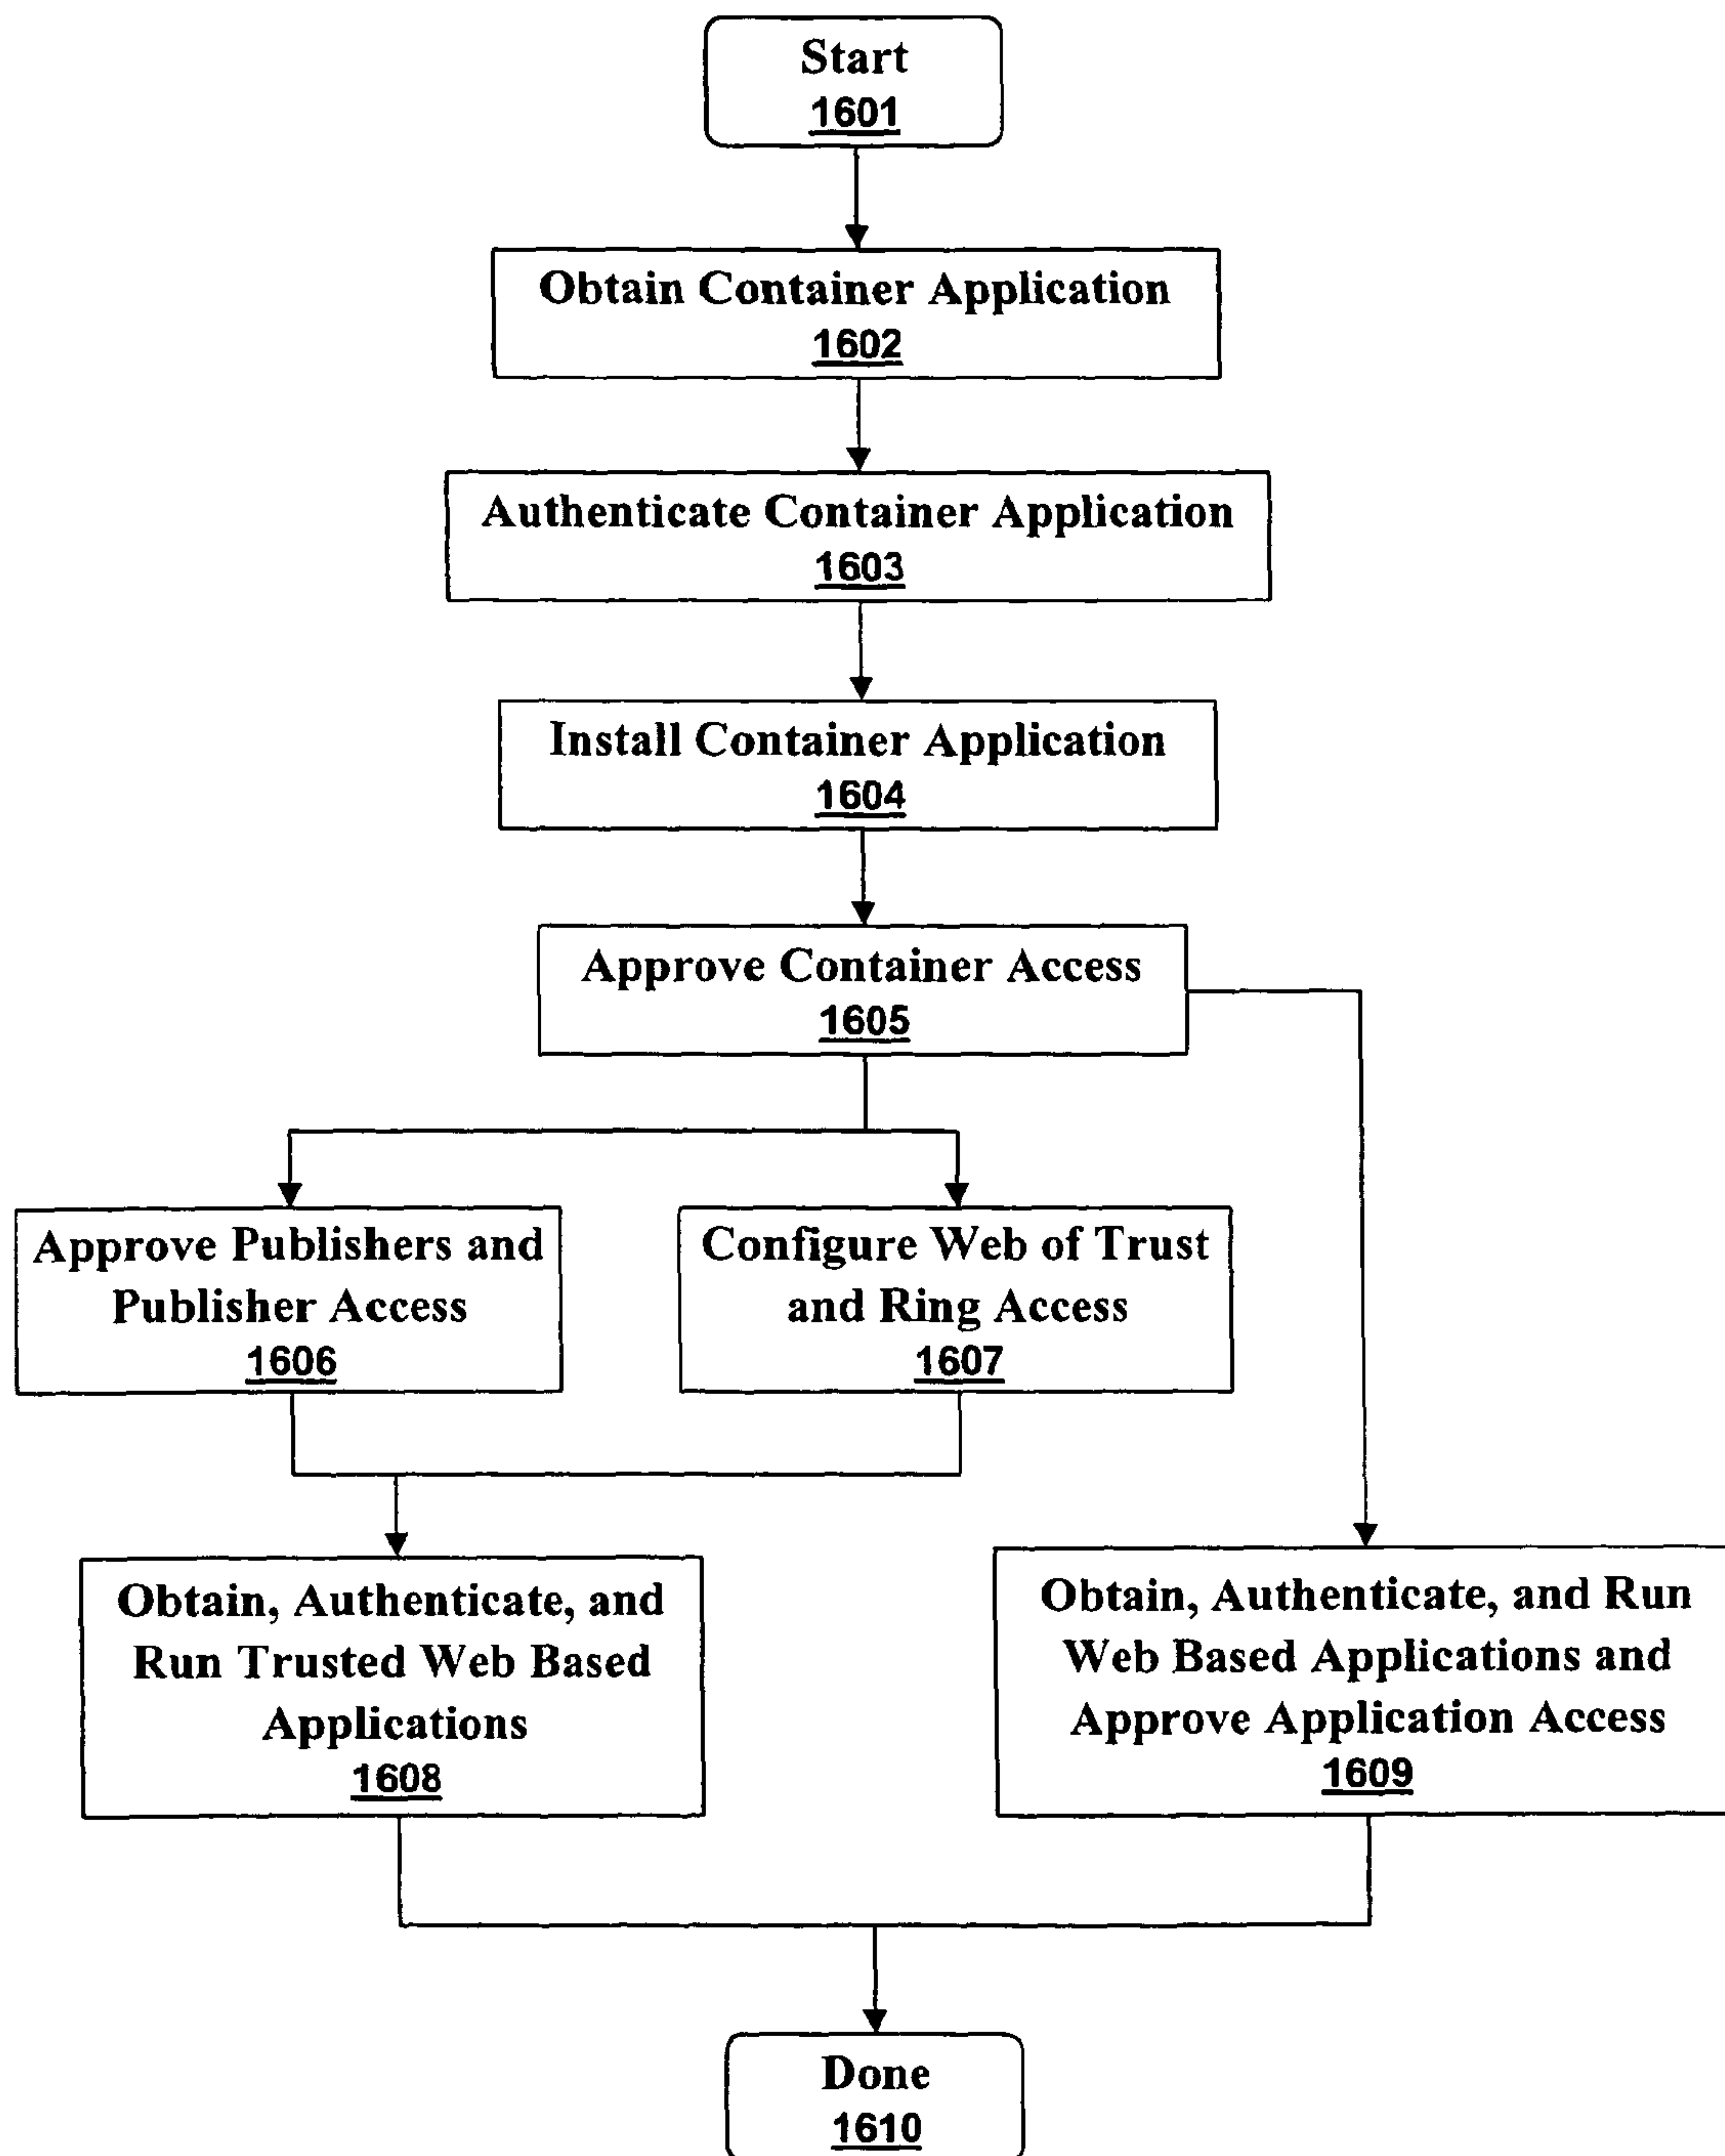 Start
1601
Obtain Container Application
1602
Authenticate Container Application
1603
Install Container Application
1604
Approve Container Access
1605
Approve Publishers and
Publisher Access
1606
Configure Web of Trust
and Ring Access
1607
Obtain, Authenticate, and
Run Trusted Web Based
Applications
1608
Obtain, Authenticate, and Run
Web Based Applications and
Approve Application Access
1609
Done
1610